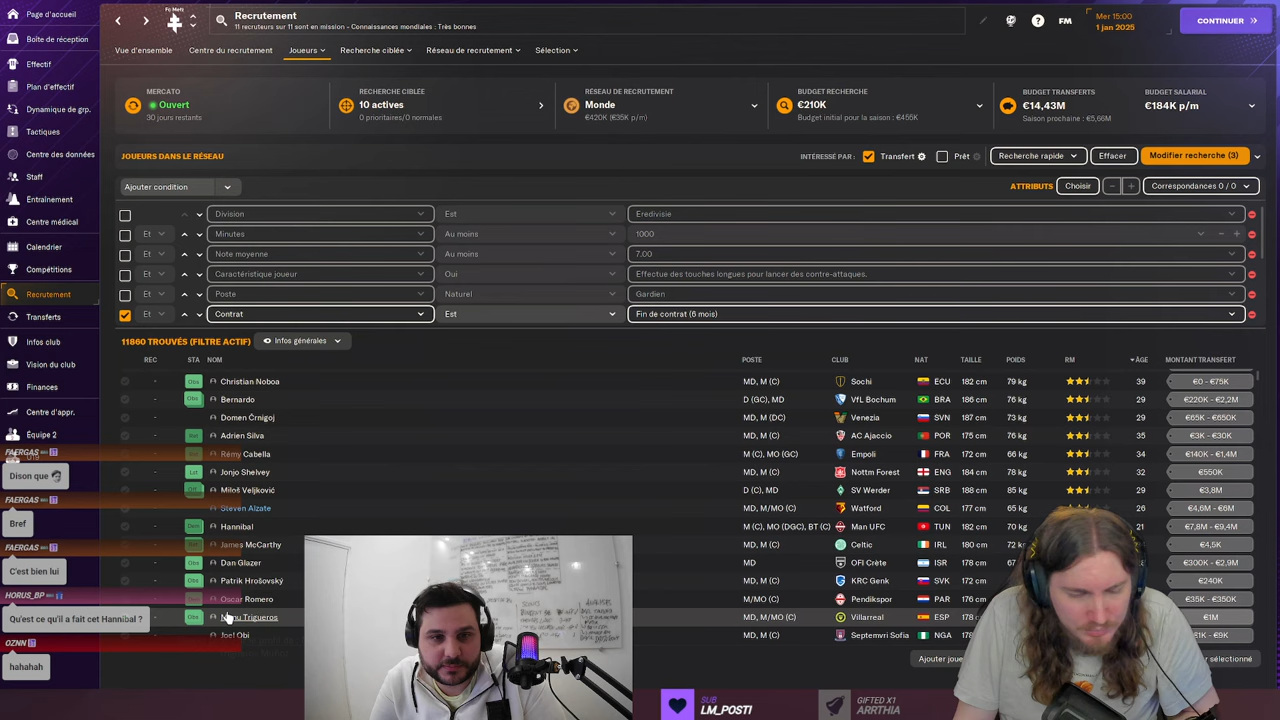 Page d'accueil
Boîte de réception
Effectif
Plan d'effectif
Dynamique de grp.
Tactiques
Centre des données
Staff
Entraînement
Centre médical
Calendrier
Compétitions
Recrutement
Transferts
Infos club
Vision du club
Finances
Centre d'appr.
Équipe 2
Fc Metz
Recrutement
11 recruteurs sur 11 sont en mission - Connaissances mondiales : Très bonnes
FM
Mer 15:00
1 jan 2025
CONTINUER
Vue d'ensemble
Centre du recrutement
Joueurs
Recherche ciblée
Réseau de recrutement
Sélection
MERCATO
Ouvert
30 jours restants
RECHERCHE CIBLÉE
10 actives
0 prioritaires/0 normales
RÉSEAU DE RECRUTEMENT
Monde
€420K (€35K p/m)
BUDGET RECHERCHE
€210K
Budget initial pour la saison : €455K
BUDGET TRANSFERTS
€14,43M
Saison prochaine : €5,66M
BUDGET SALARIAL
€184K p/m
JOUEURS DANS LE RÉSEAU
INTÉRESSÉ PAR :
Transfert
Prêt
Recherche rapide
Effacer
Modifier recherche (3)
Ajouter condition
ATTRIBUTS
Choisir
Correspondances 0 / 0
Division Est Eredivisie
Et Minutes Au moins 1000
Et Note moyenne Au moins 7,00
Et Caractéristique joueur Oui Effectue des touches longues pour lancer des contre-attaques.
Et Poste Naturel Gardien
Et Contrat Est Fin de contrat (6 mois)
11860 TROUVÉS (FILTRE ACTIF)
Infos générales
REC STA NOM POSTE CLUB NAT TAILLE POIDS RM ÂGE MONTANT TRANSFERT
- Obs Christian Noboa MD, M (C) Sochi ECU 182 cm 79 kg 39 €0 - €75K
- Obs Bernardo D (GC), MD VfL Bochum BRA 186 cm 76 kg 29 €220K - €2,2M
- Domen Črnigoj MD, M (DC) Venezia SVN 187 cm 73 kg 29 €65K - €650K
- Adrien Silva MD, M (C) AC Ajaccio POR 175 cm 76 kg 35 €3K - €30K
- Rémy Cabella M (C), MO (GC) Empoli FRA 172 cm 66 kg 34 €140K - €1,4M
- Jonjo Shelvey MD, M (C) Nottm Forest ENG 184 cm 78 kg 32 €550K
- Miloš Veljković D (C), MD SV Werder SRB 188 cm 85 kg 29 €3,8M
- Steven Alzate MD, M/MO (C) Watford COL 177 cm 65 kg 26 €4,6M - €6M
- Hannibal M (C), MO (DGC), BT (C) Man UFC TUN 182 cm 70 kg 21 €7,8M - €9,4M
- James McCarthy MD, M (C) Celtic IRL 180 cm €4,5K
- Dan Glazer MD OFI Crète ISR 178 cm €300K - €2,9M
- Obs Patrik Hrošovský MD, M (C) KRC Genk SVK 172 cm €240K
- Oscar Romero M/MO (C) Pendikspor PAR 176 cm €35K - €350K
- Obs Manu Trigueros M/MO (C) Villarreal ESP €1M
- Joel Obi MD, M (C) Septemvri Sofia NGA
FAERGAS
Dison que
FAERGAS
Bref
FAERGAS
C'est bien lui
HORUS_BP
Qu'est ce qu'il a fait cet Hannibal ?
OZNN
hahahah
SUB
LM_POSTI
GIFTED X1
ARRTHIA